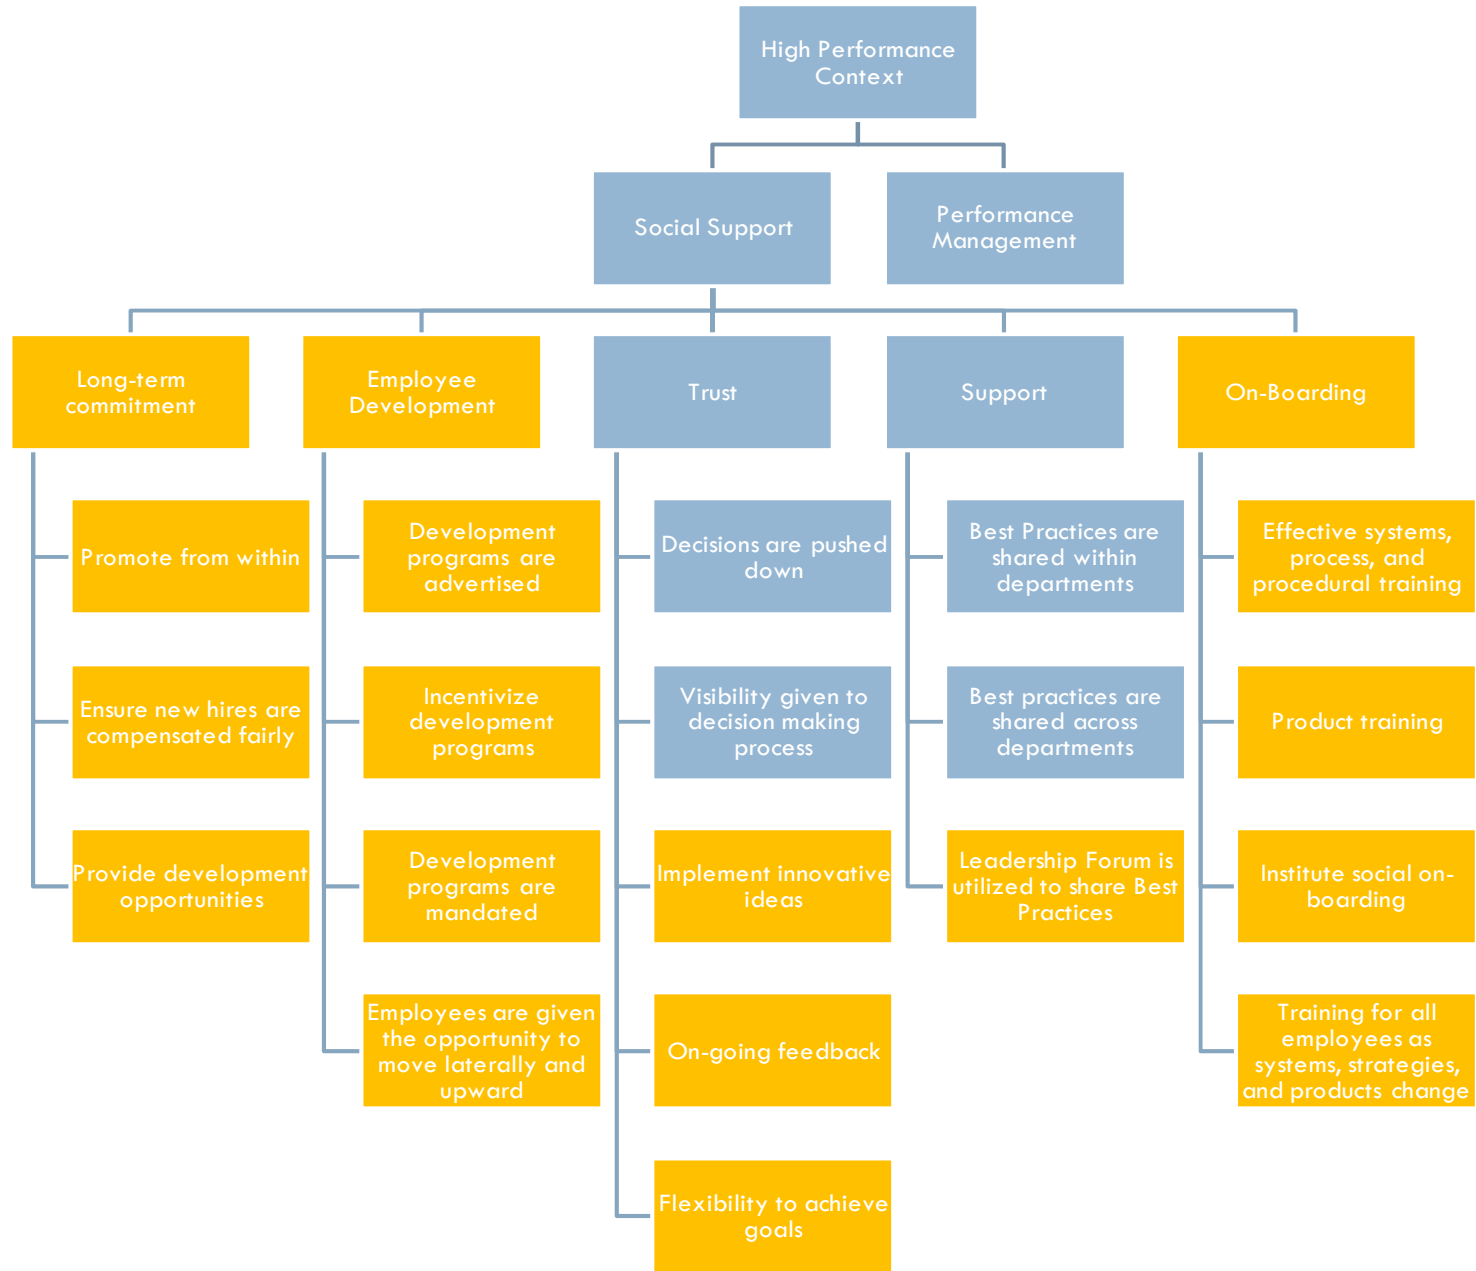 High Performance
Context
Social Support
Performance
Management
Long-term
commitment
Promote from within
Ensure new hires are
compensated fairly
Provide development
opportunities
Employee
Development
Development
programs are
advertised
Incentivize
development
programs
Development
programs are
mandated
Employees are given
the opportunity to
move laterally and
upward
Trust
Decisions are pushed
down
Visibility given to
decision making
process
Implement innovative
ideas
On-going feedback
Flexibility to achieve
goals
Support
Best Practices are
shared within
departments
Best practices are
shared across
departments
Leadership Forum is
utilized to share Best
Practices
On-Boarding
Effective systems,
process, and
procedural training
Product training
Institute social on-
boarding
Training for all
employees as
systems, strategies,
and products change